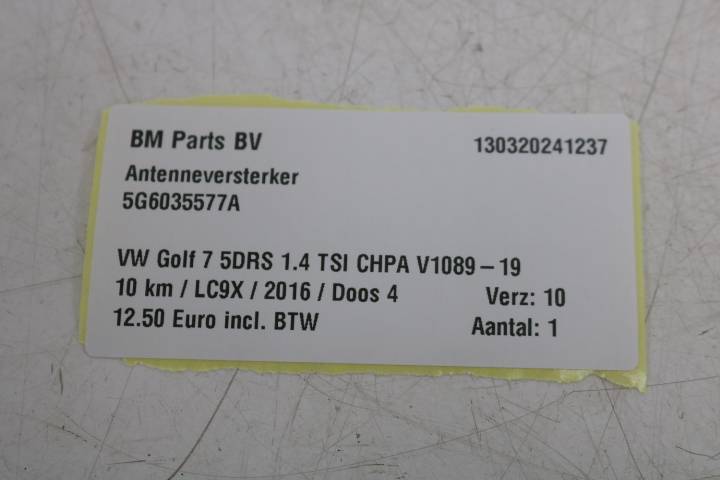 BM Parts BV 130320241237
Antenneversterker
5G6035577A
VW Golf 7 5DRS 1.4 TSI CHPA V1089 – 19
10 km / LC9X / 2016 / Doos 4 Verz: 10
12.50 Euro incl. BTW Aantal: 1